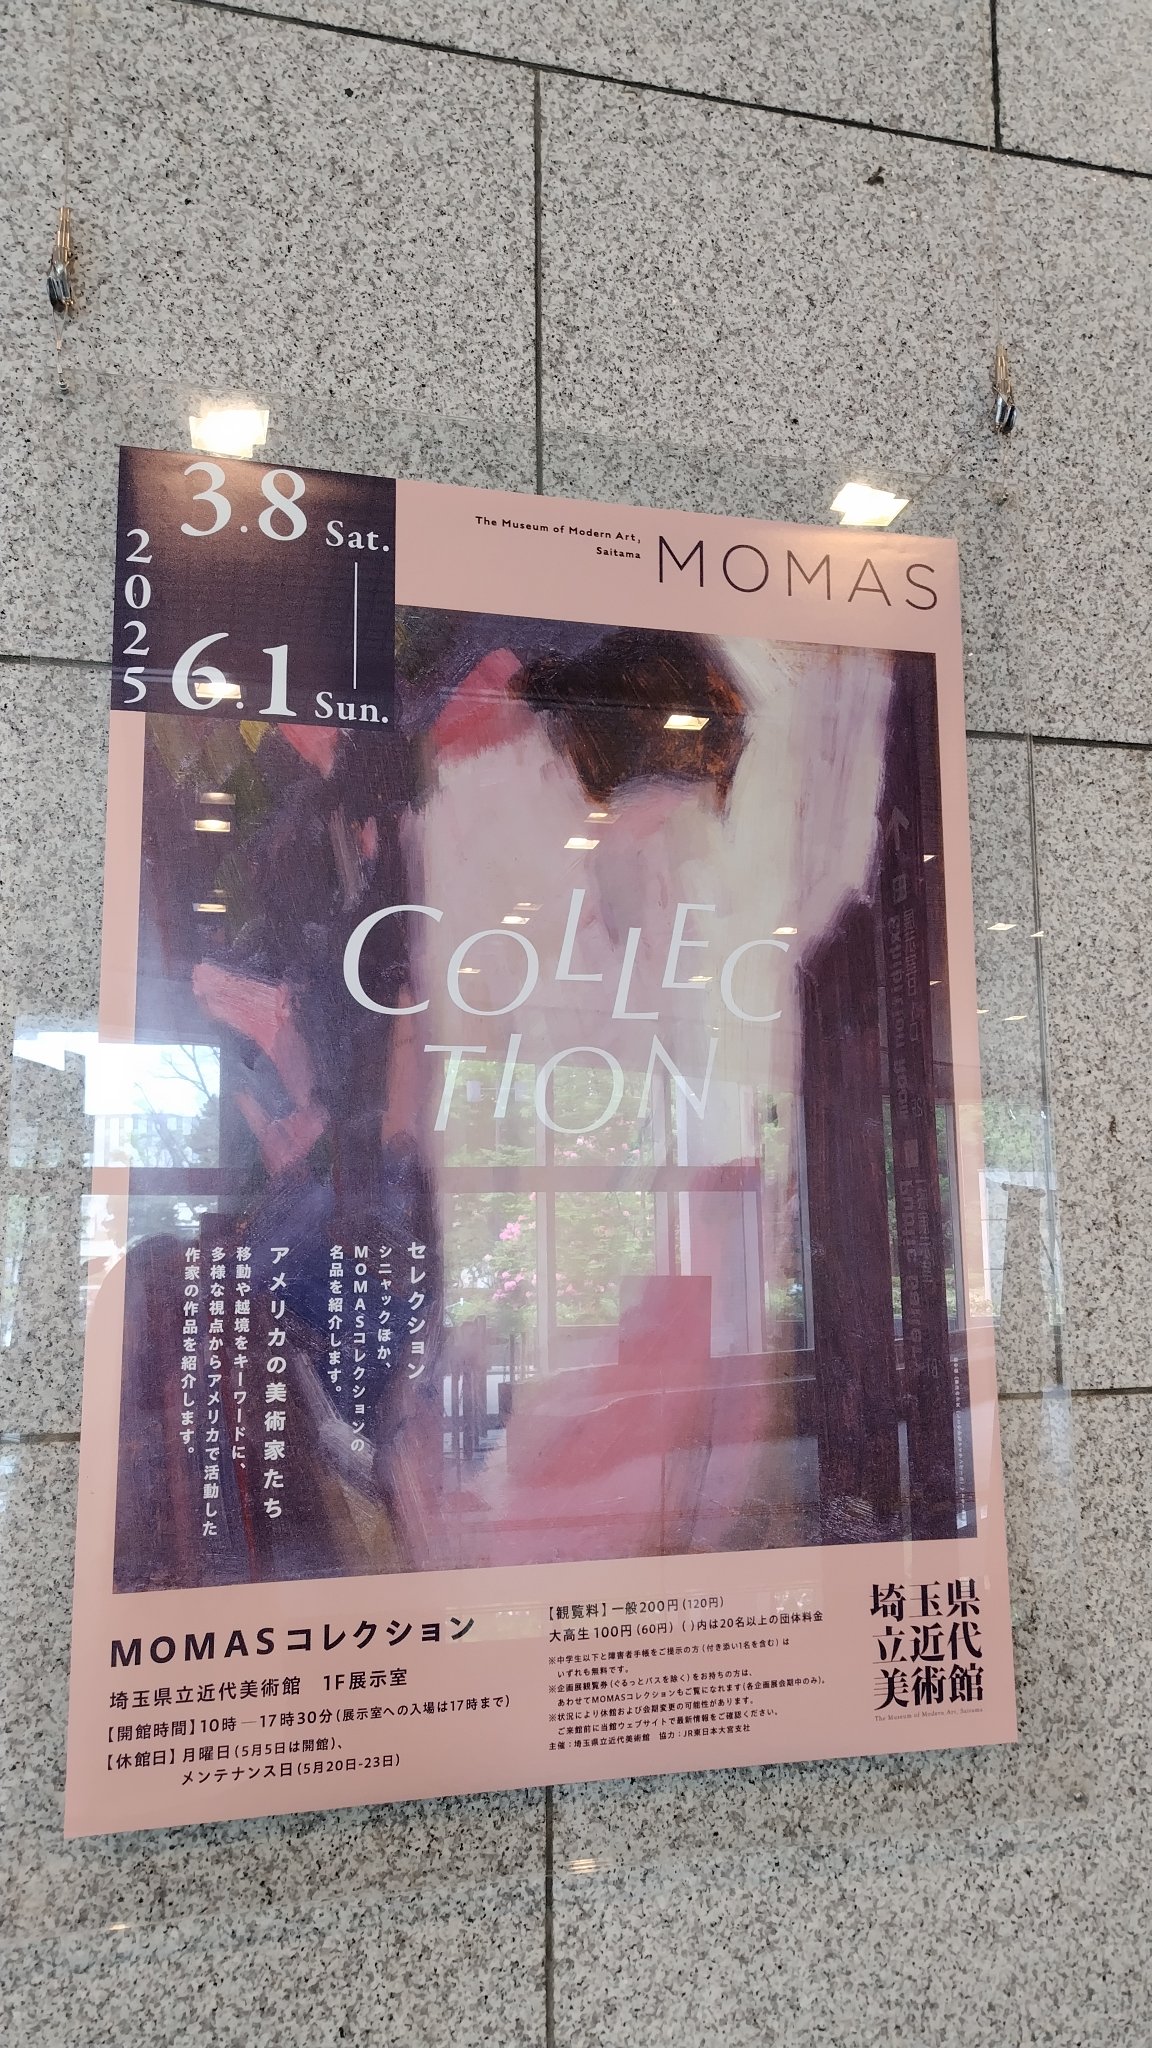 2025
3.8 Sat.
6.1 Sun.
The Museum of Modern Art,
Saitama
MOMAS
COLLEC
TION
セレクション
シニャックほか、
MOMASコレクションの
名品を紹介します。
アメリカの美術家たち
移動や越境をキーワードに、
多様な視点からアメリカで活動した
作家の作品を紹介します。
MOMASコレクション
埼玉県立近代美術館 1F展示室
【開館時間】10時―17時30分(展示室への入場は17時まで)
【休館日】月曜日(5月5日は開館)、
メンテナンス日(5月20日-23日)
【観覧料】一般200円(120円)
大高生100円(60円) ( )内は20名以上の団体料金
※中学生以下と障害者手帳をご提示の方(付き添い1名を含む)は
いずれも無料です。
※企画展観覧券(ぐるっとパスを除く)をお持ちの方は、
あわせてMOMASコレクションもご覧になれます(各企画展会期中のみ)。
※状況により休館および会期変更の可能性があります。
ご来館前に当館ウェブサイトで最新情報をご確認ください。
主催:埼玉県立近代美術館 協力:JR東日本大宮支社
埼玉県
立近代
美術館
The Museum of Modern Art, Saitama